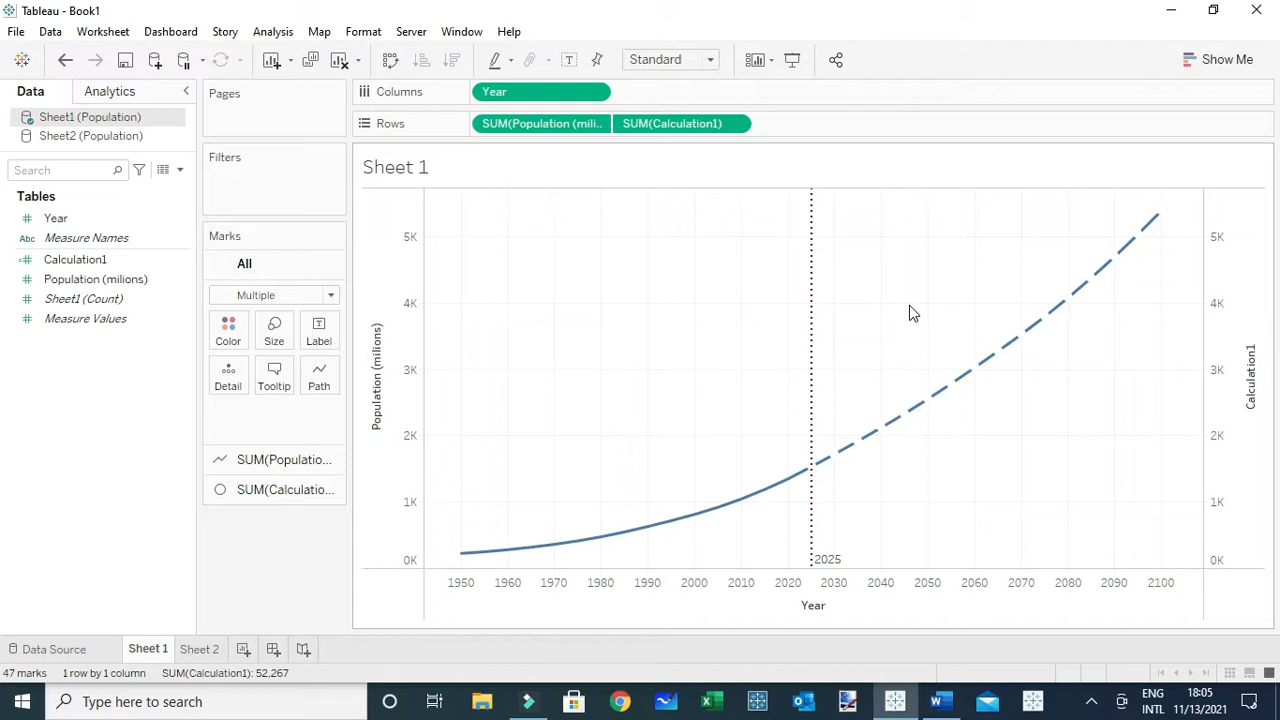 Tableau - Book1
File Data Worksheet Dashboard Story Analysis Map Format Server Window Help
Standard
Show Me
Data Analytics
Sheet1 (Population)
Sheet2 (Population)
Search
Tables
Year
Abc Measure Names
Calculation1
Population (milions)
Sheet1 (Count)
Measure Values
Pages
Filters
Marks
All
Multiple
Color Size Label
Detail Tooltip Path
SUM(Populatio...
SUM(Calculatio...
Columns Year
Rows SUM(Population (mili.. SUM(Calculation1)
Sheet 1
5K
4K
3K
2K
1K
0K
Population (milions)
2025
5K
4K
3K
2K
1K
0K
Calculation1
1950 1960 1970 1980 1990 2000 2010 2020 2030 2040 2050 2060 2070 2080 2090 2100
Year
Data Source Sheet 1 Sheet 2
47 marks 1 row by 1 column SUM(Calculation1): 52,267
Type here to search
ENG
INTL
18:05
11/13/2021